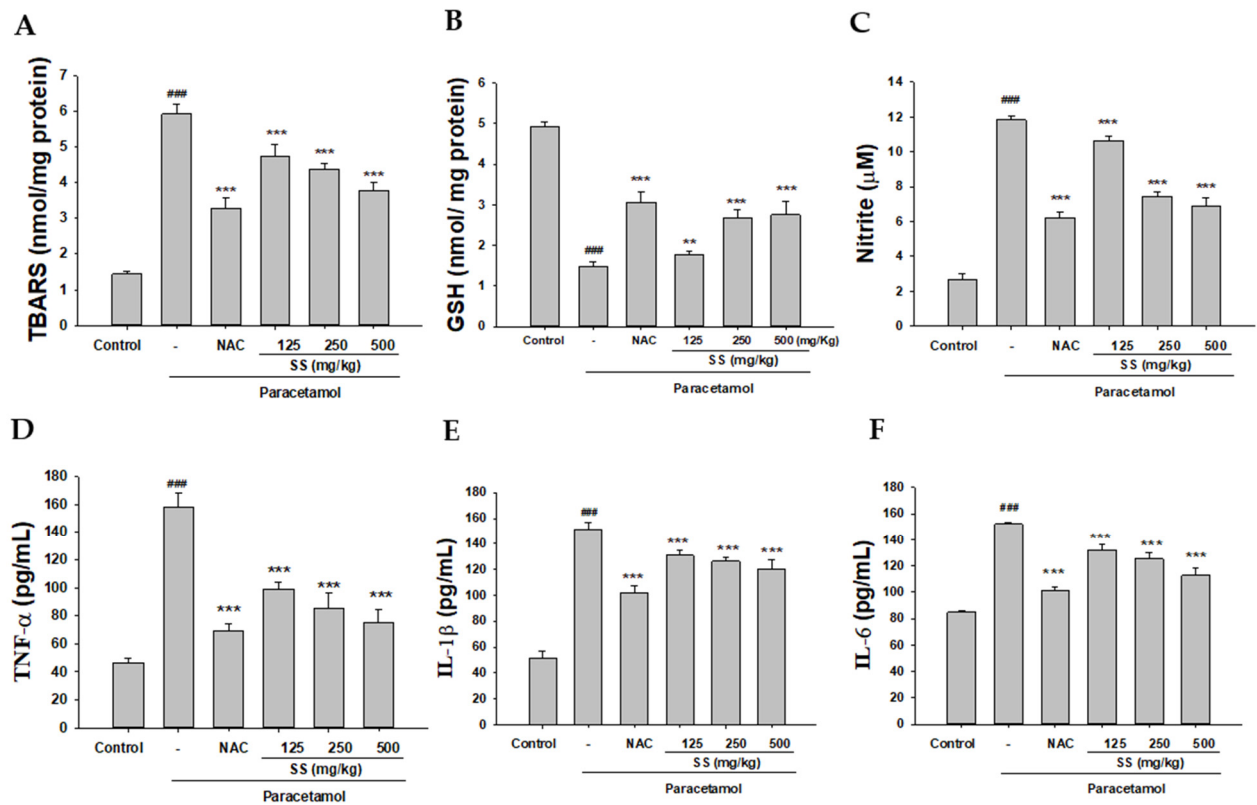 A
TBARS (nmol/mg protein)
7
6
5
4
3
2
1
0
###
***
***
***
***
Control
-
NAC
125
250
500
SS (mg/kg)
Paracetamol
B
GSH (nmol/ mg protein)
6
5
4
3
2
1
0
###
***
**
***
***
Control
-
NAC
125
250
500 (mg/Kg)
SS (mg/kg)
Paracetamol
C
Nitrite (μM)
14
12
10
8
6
4
2
0
###
***
***
***
***
Control
-
NAC
125
250
500
SS (mg/kg)
Paracetamol
D
TNF-α (pg/mL)
180
160
140
120
100
80
60
40
20
0
###
***
***
***
***
Control
-
NAC
125
250
500
SS (mg/kg)
Paracetamol
E
IL-1β (pg/mL)
180
160
140
120
100
80
60
40
20
0
###
***
***
***
***
Control
-
NAC
125
250
500
SS (mg/kg)
Paracetamol
F
IL-6 (pg/mL)
180
160
140
120
100
80
60
40
20
0
###
***
***
***
***
Control
-
NAC
125
250
500
SS (mg/kg)
Paracetamol